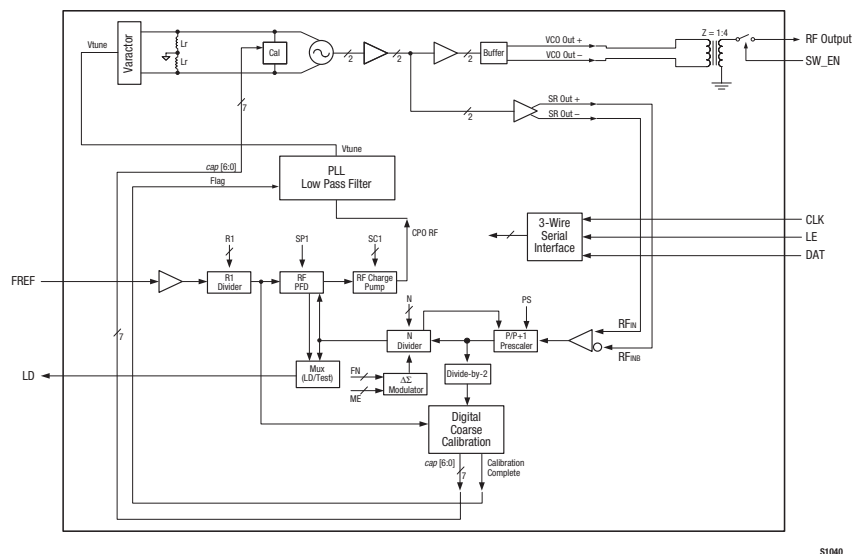 Vtune
Varactor
Lr
Lr
Cal
2
2
2
Buffer
VCO Out +
VCO Out –
Z = 1:4
RF Output
SW_EN
7
2
SR Out +
SR Out –
Vtune
cap [6:0]
Flag
PLL
Low Pass Filter
CPO RF
3-Wire
Serial
Interface
CLK
LE
DAT
R1
SP1
SC1
FREF
R1
Divider
RF
PFD
RF Charge
Pump
N
PS
N
Divider
P/P+1
Prescaler
RFIN
RFINB
7
LD
Mux
(LD/Test)
FN
ME
ΔΣ
Modulator
Divide-by-2
Digital
Coarse
Calibration
cap [6:0]
7
Calibration
Complete
S1040